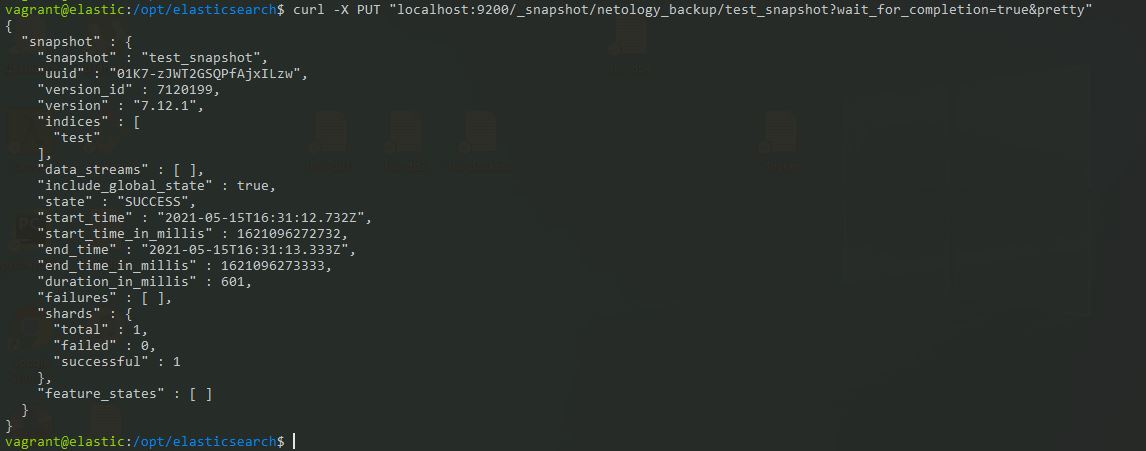 vagrant@elastic:/opt/elasticsearch$ curl -X PUT "localhost:9200/_snapshot/netology_backup/test_snapshot?wait_for_completion=true&pretty"
{
  "snapshot" : {
    "snapshot" : "test_snapshot",
    "uuid" : "01K7-zJWT2GSQPfAjxILzw",
    "version_id" : 7120199,
    "version" : "7.12.1",
    "indices" : [
      "test"
    ],
    "data_streams" : [ ],
    "include_global_state" : true,
    "state" : "SUCCESS",
    "start_time" : "2021-05-15T16:31:12.732Z",
    "start_time_in_millis" : 1621096272732,
    "end_time" : "2021-05-15T16:31:13.333Z",
    "end_time_in_millis" : 1621096273333,
    "duration_in_millis" : 601,
    "failures" : [ ],
    "shards" : {
      "total" : 1,
      "failed" : 0,
      "successful" : 1
    },
    "feature_states" : [ ]
  }
}
vagrant@elastic:/opt/elasticsearch$